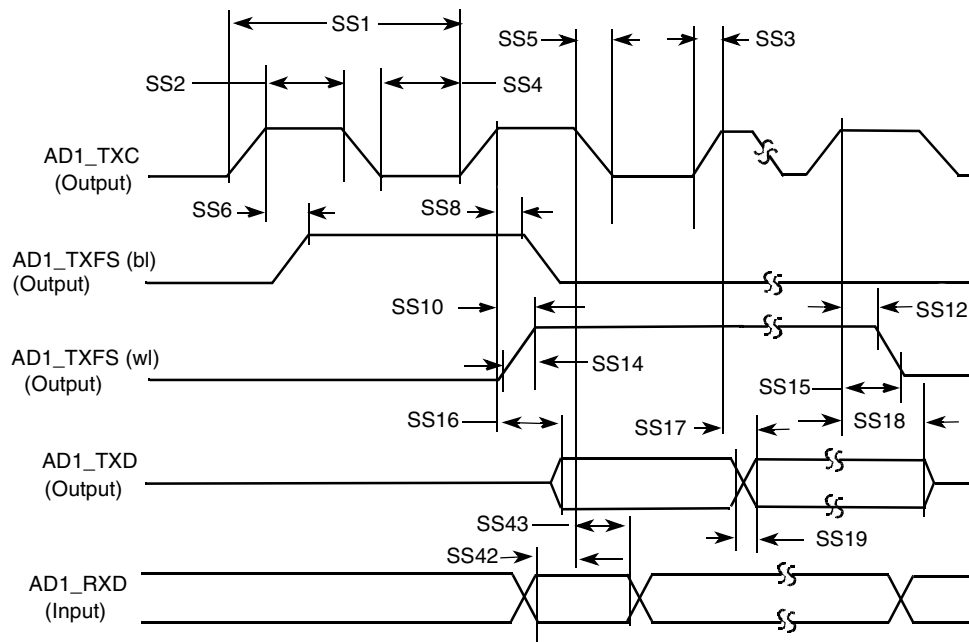 SS1
SS5
SS3
SS2
SS4
AD1_TXC
(Output)
SS6
SS8
AD1_TXFS (bl)
(Output)
SS10
SS12
AD1_TXFS (wl)
(Output)
SS14
SS15
SS16
SS17
SS18
AD1_TXD
(Output)
SS43
SS19
SS42
AD1_RXD
(Input)